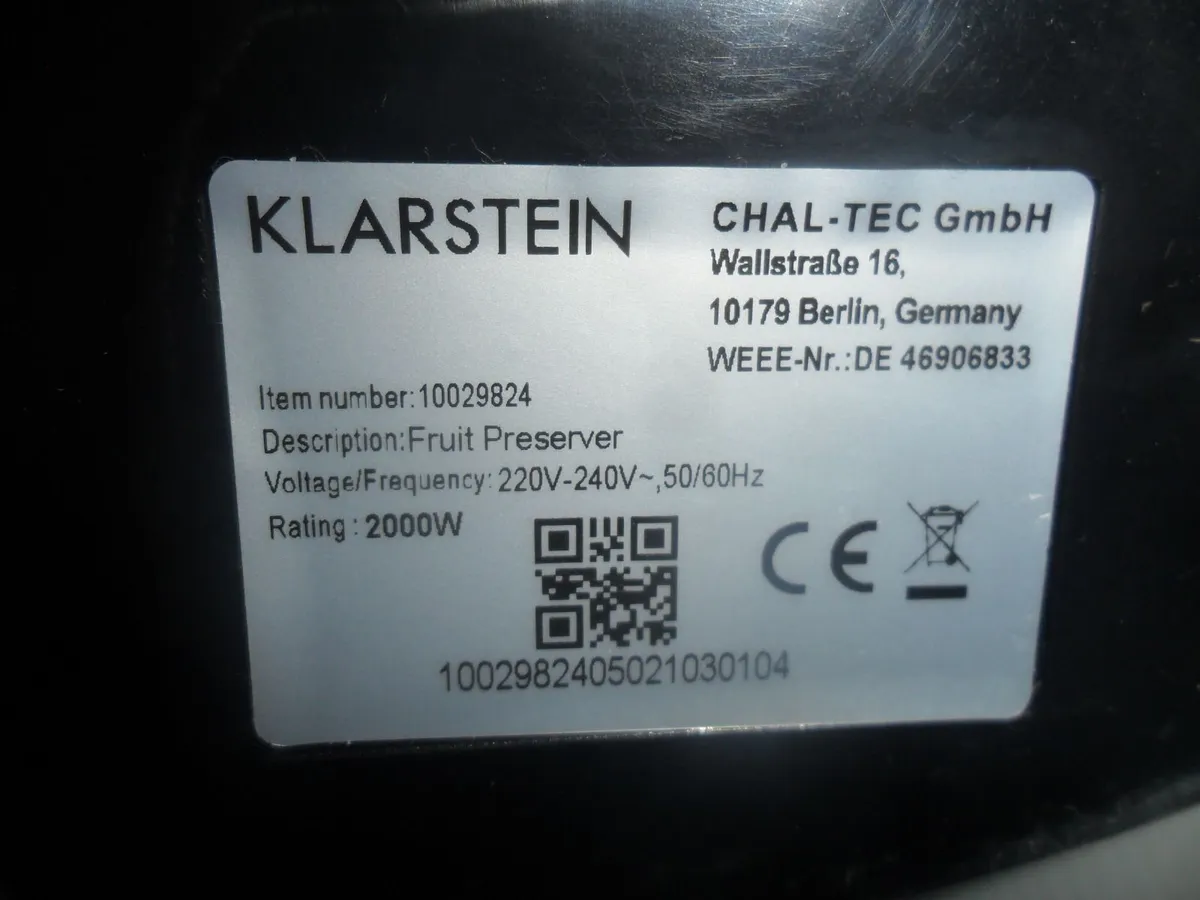 KLARSTEIN
CHAL-TEC GmbH
Wallstraße 16,
10179 Berlin, Germany
WEEE-Nr.:DE 46906833
Item number:10029824
Description:Fruit Preserver
Voltage/Frequency: 220V-240V~,50/60Hz
Rating : 2000W
CE
1002982405021030104